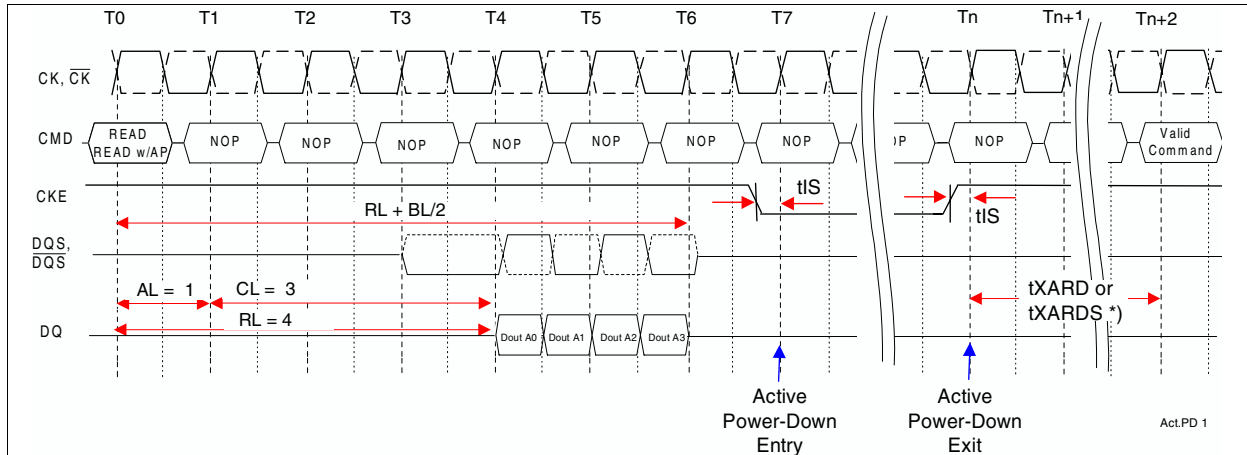 T0 T1 T2 T3 T4 T5 T6 T7 Tn Tn+1 Tn+2
CK, CK
CMD READ NOP NOP NOP NOP NOP NOP NOP OP NOP Valid
READ w/AP Command
CKE tIS tIS
RL + BL/2
DQS,
DQS
AL = 1 CL = 3 tXARD or
tXARDS *)
RL = 4
DQ Dout A0 Dout A1 Dout A2 Dout A3
Active Active
Power-Down Power-Down
Entry Exit
Act.PD 1